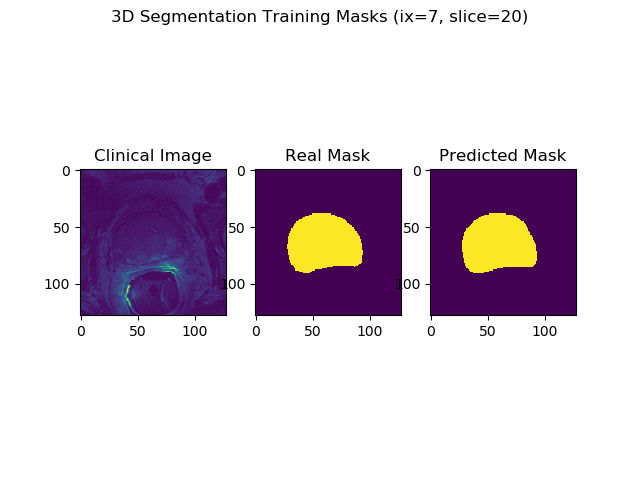 3D Segmentation Training Masks (ix=7, slice=20)
Clinical Image Real Mask Predicted Mask
0 0 0
50 50 50
100 100 100
0 50 100 0 50 100 0 50 100